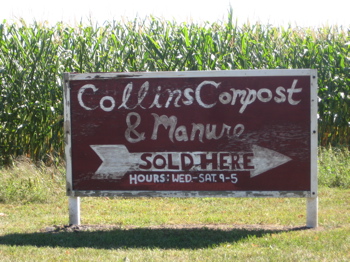 Collins Compost
& Manure
SOLD HERE
HOURS: WED.-SAT. 9-5